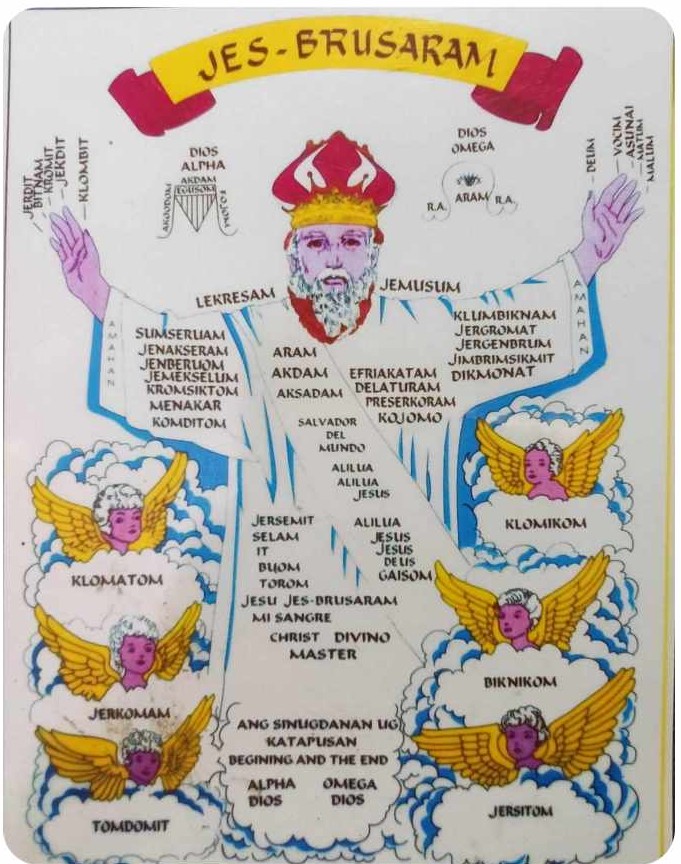 JES-BRUSARAM
JERDIT
BITNAM
KROMIT
JEKDIT
KLOMBIT
DIOS
ALPHA
AKDAM
EGUSOM
AKGODUM
DIOS
OMEGA
R.A. ARAM R.A.
DEUM
VOCIM
ASUNAI
MATUM
MALUM
LEKRESAM
JEMUSUM
AMAHAN
SUMSERUAM
JENAKSERAM
JENBERUOM
JEMEKSELUM
KROMSIKTOM
MENAKAR
KOMDITOM
ARAM
AKDAM
AKSADAM
EFRIAKATAM
DELATURAM
PRESERKORAM
KOJOMO
KLUMBIKNAM
JERGROMAT
JERGENBRUM
JIMBRIMSIKMIT
DIKMONAT
AMAHAN
SALVADOR
DEL
MUNDO
ALILUA
ALILUA
JESUS
JERSEMIT
SELAM
IT
BUOM
TOROM
ALILUA
JESUS
JESUS
DEUS
GAISOM
JESU JES-BRUSARAM
MI SANGRE
CHRIST DIVINO
MASTER
KLOMATOM
JERKOMAM
TOMDOMIT
KLOMIKOM
BIKNIKOM
JERSITOM
ANG SINUGDANAN UG
KATAPUSAN
BEGINING AND THE END
ALPHA OMEGA
DIOS DIOS